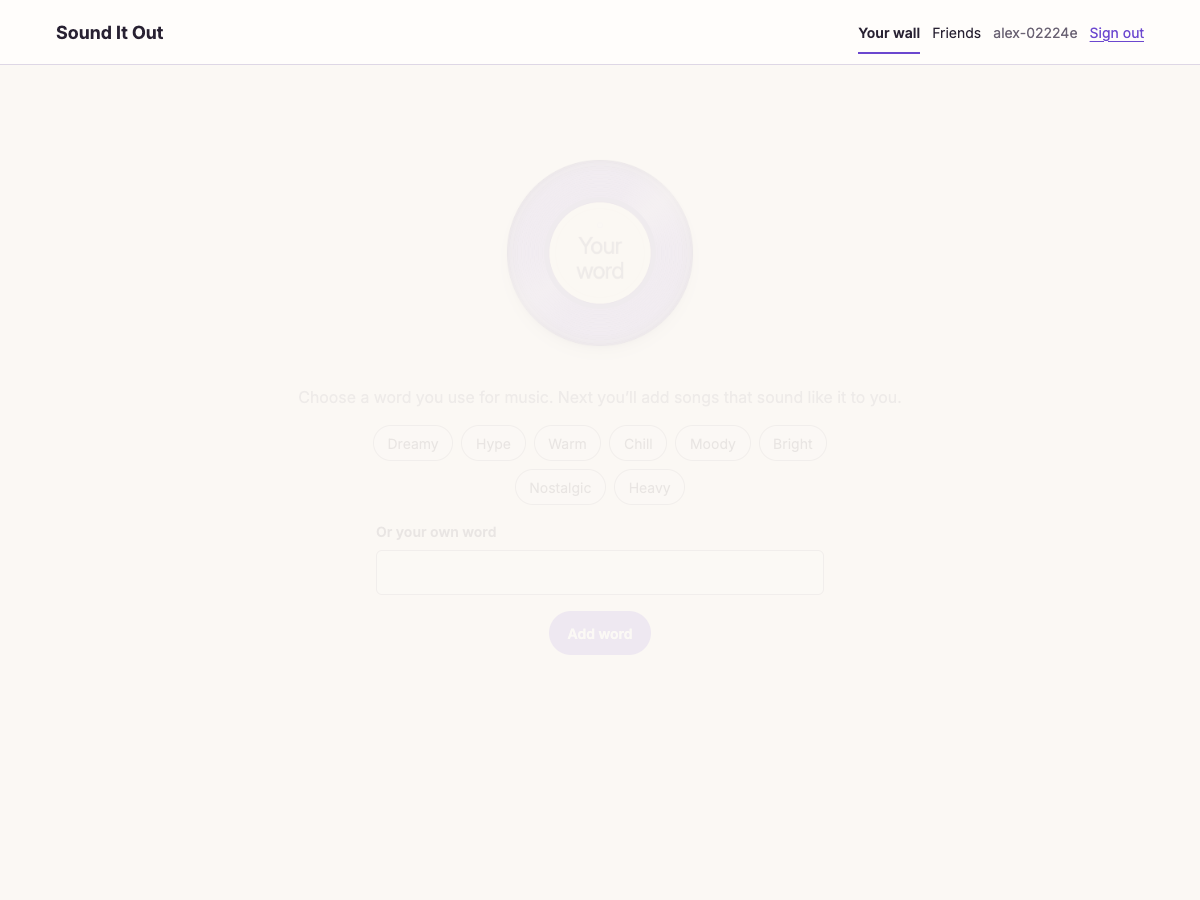 Sound It Out
Your wall Friends alex-02224e Sign out
Your
word
Choose a word you use for music. Next you'll add songs that sound like it to you.
Dreamy Hype Warm Chill Moody Bright
Nostalgic Heavy
Or your own word
Add word